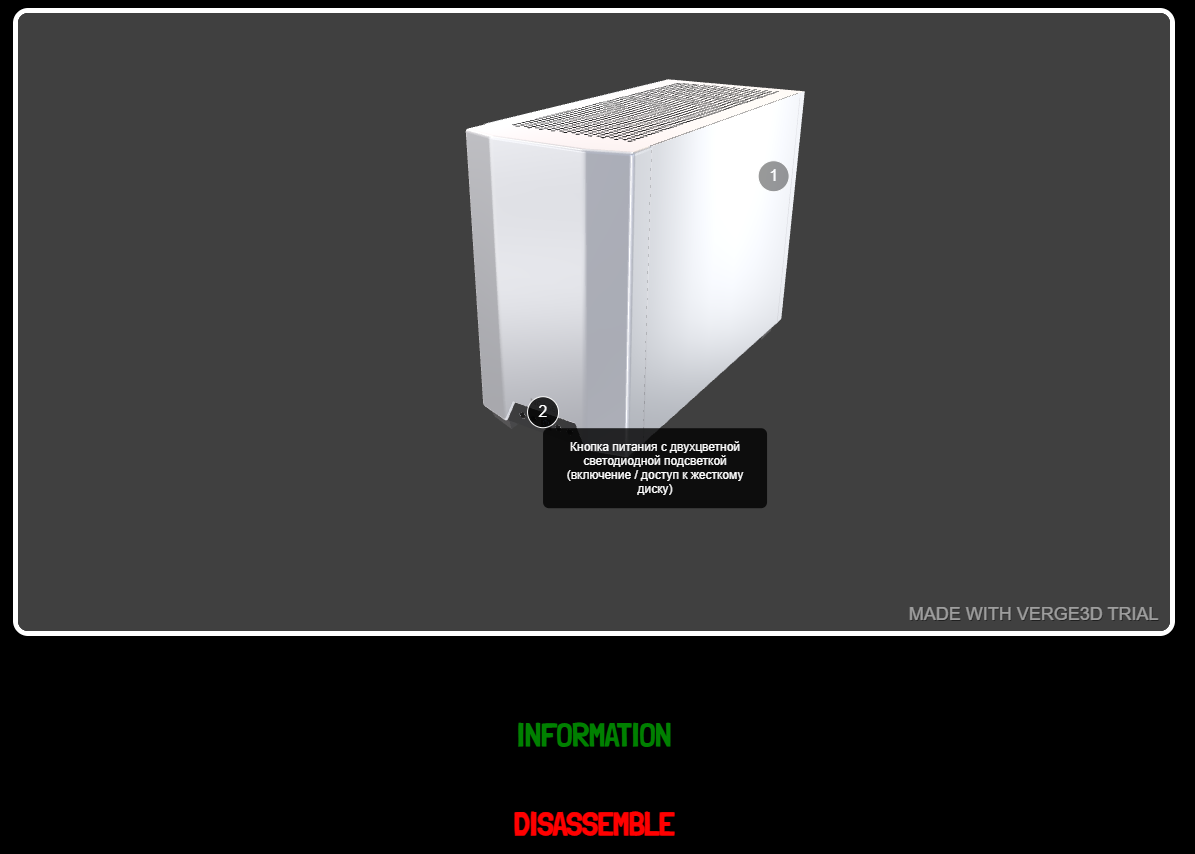 1
2
Кнопка питания с двухцветной
светодиодной подсветкой
(включение / доступ к жесткому
диску)
MADE WITH VERGE3D TRIAL
INFORMATION
DISASSEMBLE